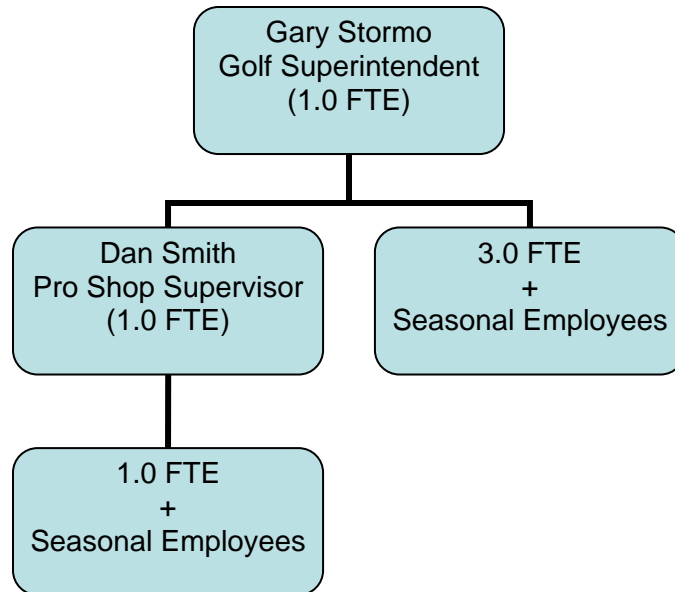 Gary Stormo
Golf Superintendent
(1.0 FTE)
Dan Smith
Pro Shop Supervisor
(1.0 FTE)
3.0 FTE
+
Seasonal Employees
1.0 FTE
+
Seasonal Employees